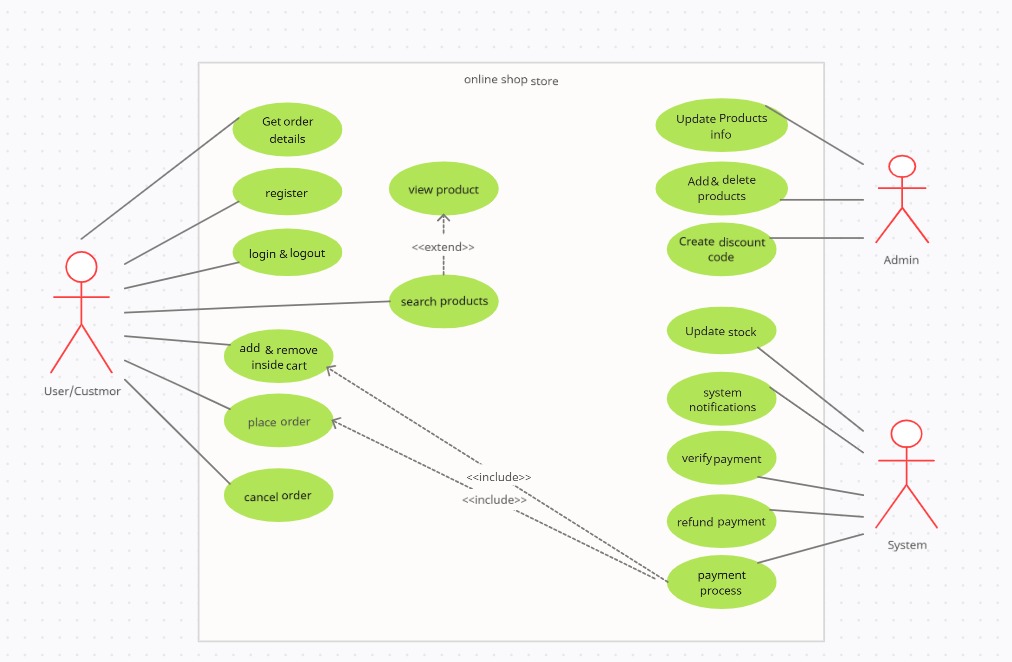 online shop store
Get order
details
register
login & logout
view product
<<extend>>
search products
add & remove
inside cart
place order
cancel order
<<include>>
<<include>>
User/Custmor
Update Products
info
Add & delete
products
Create discount
code
Update stock
system
notifications
verify payment
refund payment
payment
process
Admin
System